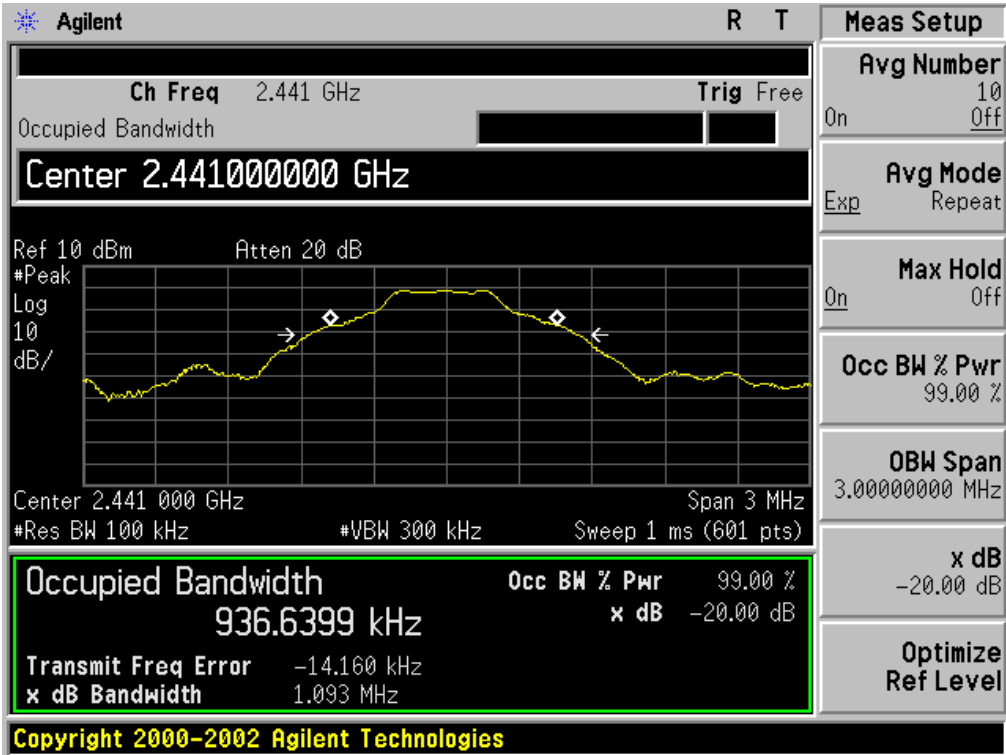 Agilent R T
Ch Freq 2.441 GHz Trig Free
Occupied Bandwidth
Center 2.441000000 GHz
Ref 10 dBm Atten 20 dB
#Peak
Log
10
dB/
Center 2.441 000 GHz Span 3 MHz
#Res BW 100 kHz #VBW 300 kHz Sweep 1 ms (601 pts)
Occupied Bandwidth
936.6399 kHz
Occ BW % Pwr 99.00 %
x dB -20.00 dB
Transmit Freq Error -14.160 kHz
x dB Bandwidth 1.093 MHz
Copyright 2000-2002 Agilent Technologies
Meas Setup
Avg Number
10
On Off
Avg Mode
Exp Repeat
Max Hold
On Off
Occ BW % Pwr
99.00 %
OBW Span
3.00000000 MHz
x dB
-20.00 dB
Optimize
Ref Level